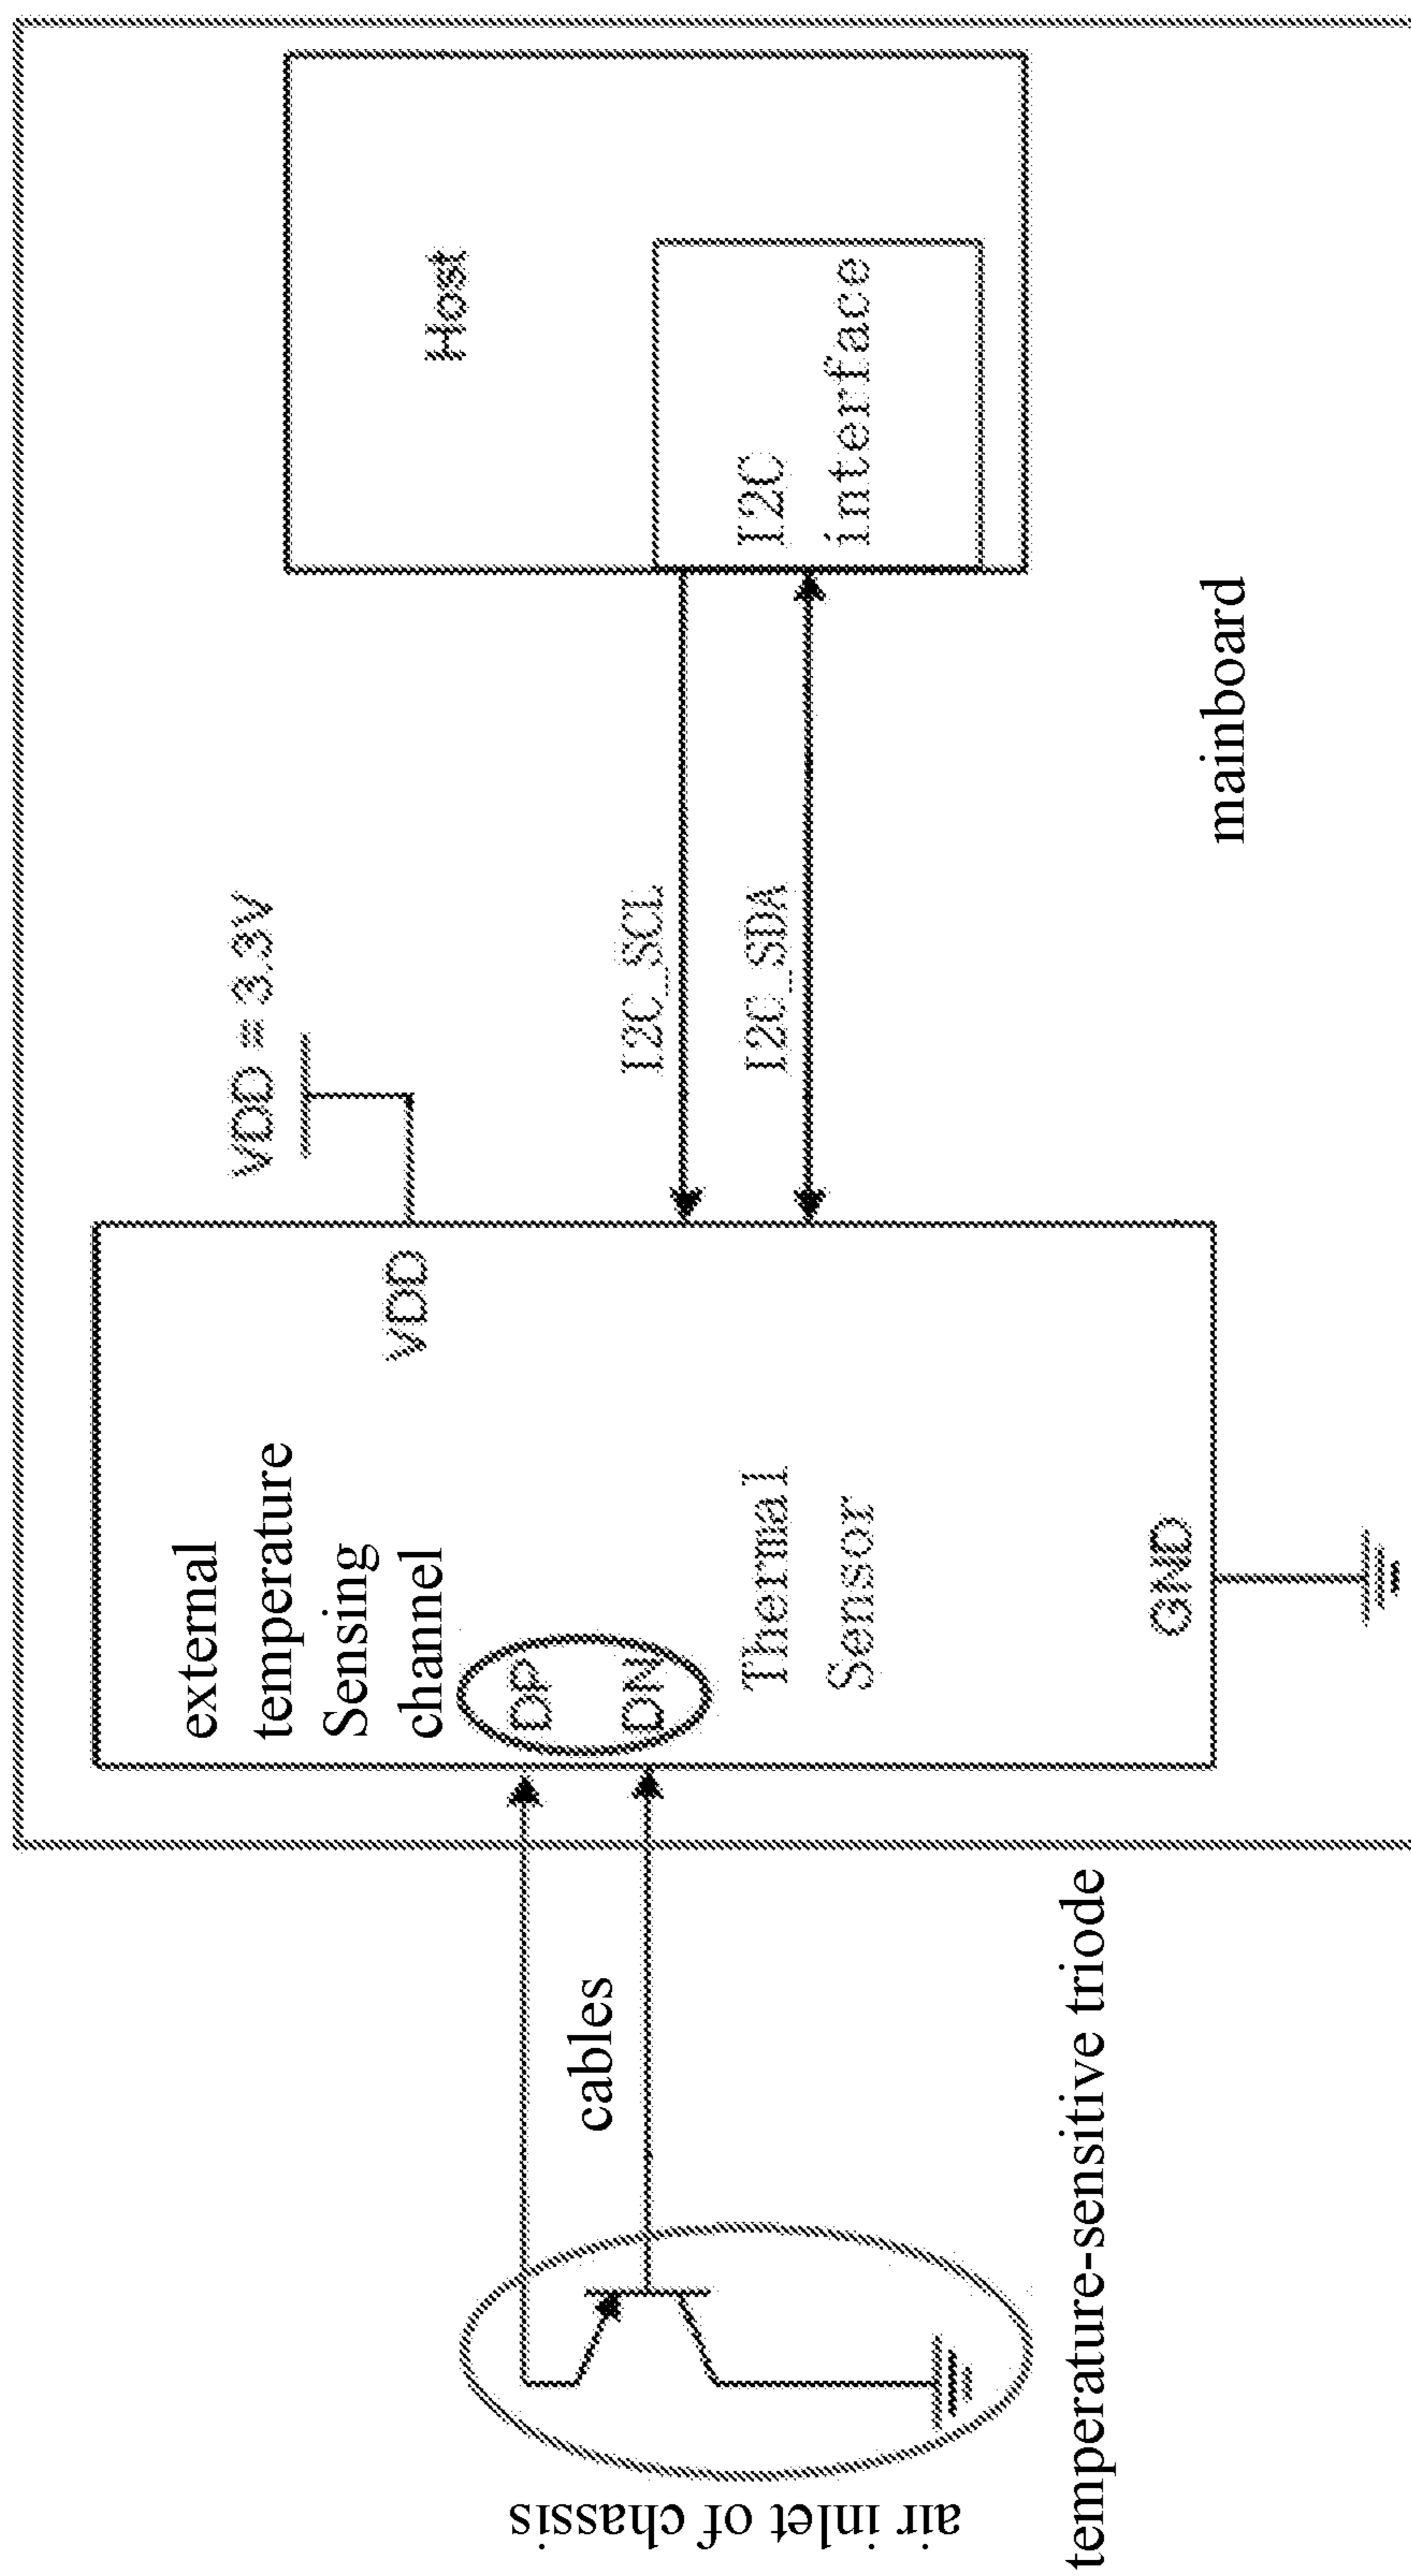 air inlet of chassis
temperature-sensitive triode
cables
external
temperature
Sensing
channel
DP
DN
Thermal
Sensor
VDD
GND
VDD = 3.3V
I2C_SCL
I2C_SDA
Host
I2C
interface
mainboard